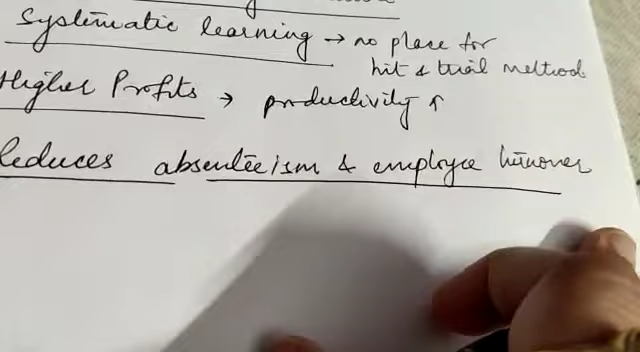 Systematic learning → no place for
hit & trial method
Higher Profits → productivity ↑
Reduces absenteeism & employee turnover